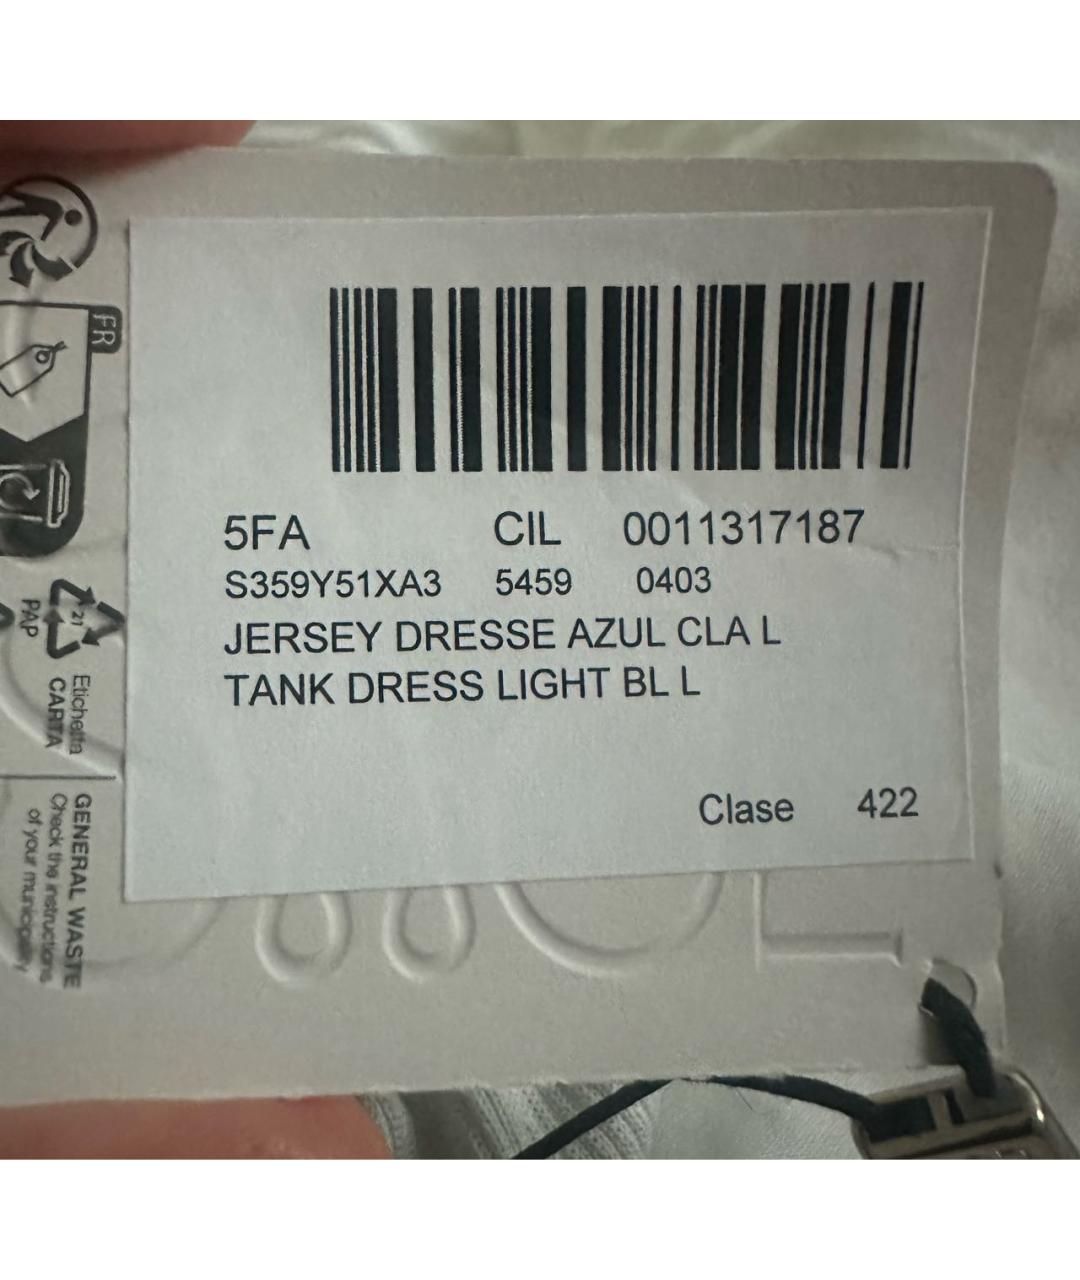 5FA CIL 0011317187
S359Y51XA3 5459 0403
JERSEY DRESSE AZUL CLA L
TANK DRESS LIGHT BL L
Clase 422
FR
21
PAP
Etichetta
CARTA
GENERAL WASTE
Check the instructions
of your municipality